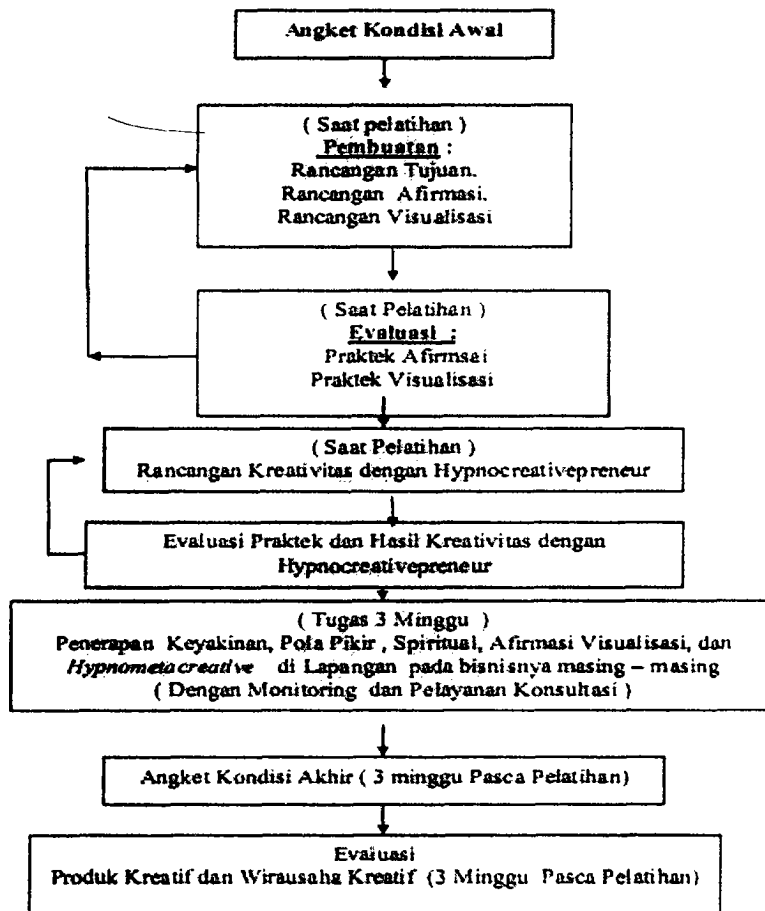 Angket Kondisi Awal
( Saat pelatihan )
Pembuatan :
Rancangan Tujuan.
Rancangan Afirmasi.
Rancangan Visualisasi
( Saat Pelatihan )
Evaluasi :
Praktek Afirmsai
Praktek Visualisasi
( Saat Pelatihan )
Rancangan Kreativitas dengan Hypnocreativepreneur
Evaluasi Praktek dan Hasil Kreativitas dengan
Hypnocreativepreneur
( Tugas 3 Minggu )
Penerapan Keyakinan, Pola Pikir , Spiritual, Afirmasi Visualisasi, dan
Hypnometacreative di Lapangan pada bisnisnya masing – masing
( Dengan Monitoring dan Pelayanan Konsultasi )
Angket Kondisi Akhir ( 3 minggu Pasca Pelatihan)
Evaluasi
Produk Kreatif dan Wirausaha Kreatif (3 Minggu Pasca Pelatihan)